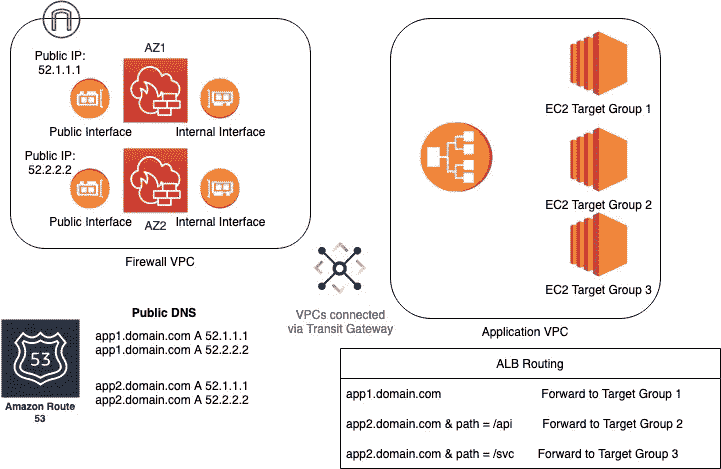 Public IP:
52.1.1.1
AZ1
Public Interface
Internal Interface
Public IP:
52.2.2.2
Public Interface
Internal Interface
AZ2
Firewall VPC
EC2 Target Group 1
EC2 Target Group 2
EC2 Target Group 3
Application VPC
VPCs connected
via Transit Gateway
Public DNS
app1.domain.com A 52.1.1.1
app1.domain.com A 52.2.2.2
app2.domain.com A 52.1.1.1
app2.domain.com A 52.2.2.2
53
Amazon Route
53
ALB Routing
app1.domain.com Forward to Target Group 1
app2.domain.com & path = /api Forward to Target Group 2
app2.domain.com & path = /svc Forward to Target Group 3